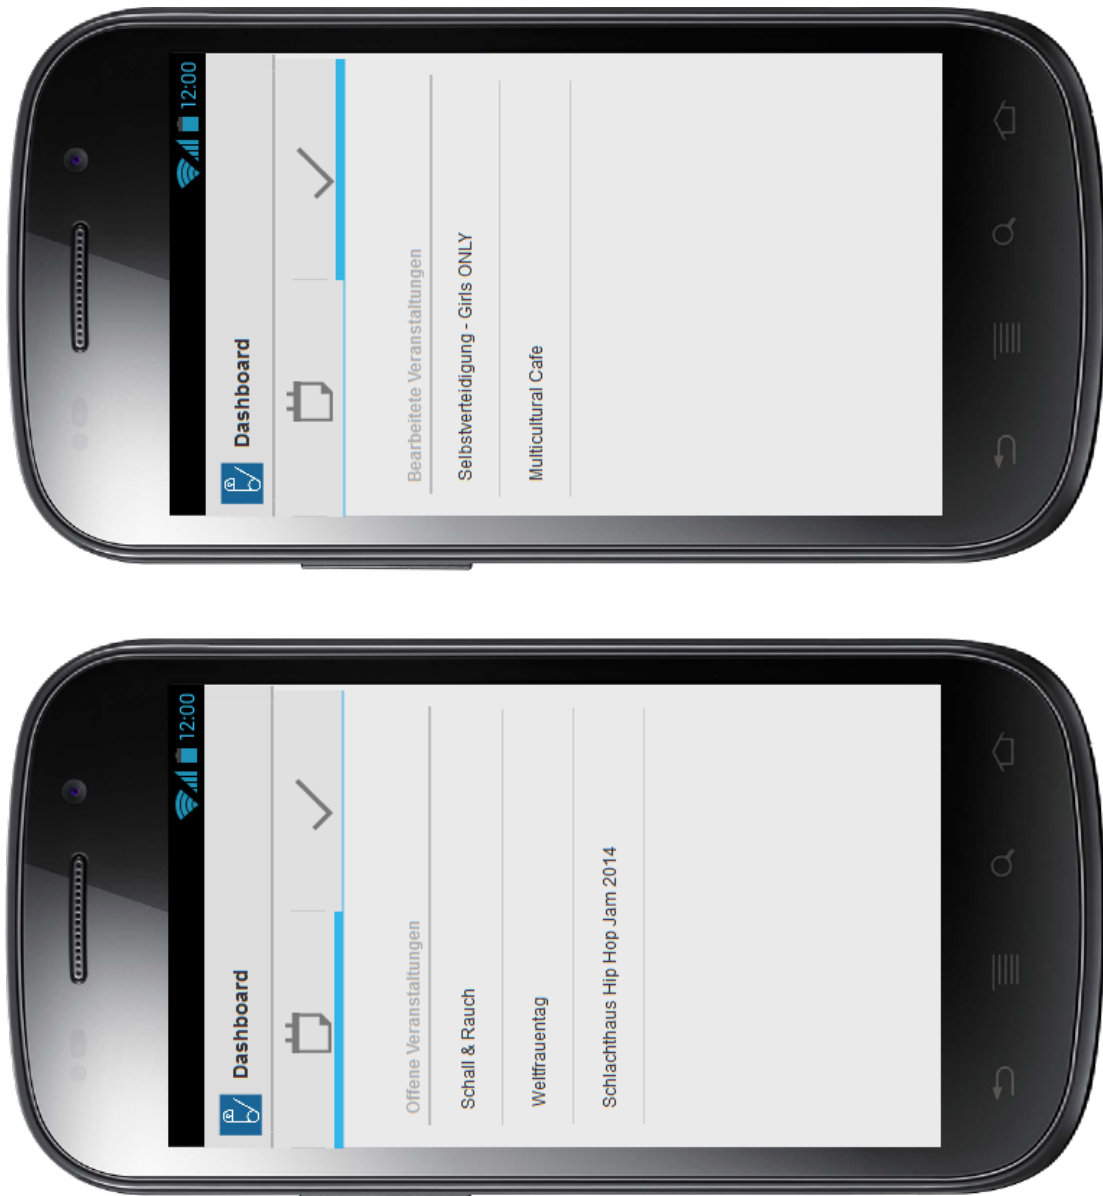 12:00
Dashboard
Offene Veranstaltungen
Schall & Rauch
Weltfrauentag
Schlachthaus Hip Hop Jam 2014
12:00
Dashboard
Bearbeitete Veranstaltungen
Selbstverteidigung - Girls ONLY
Multicultural Cafe